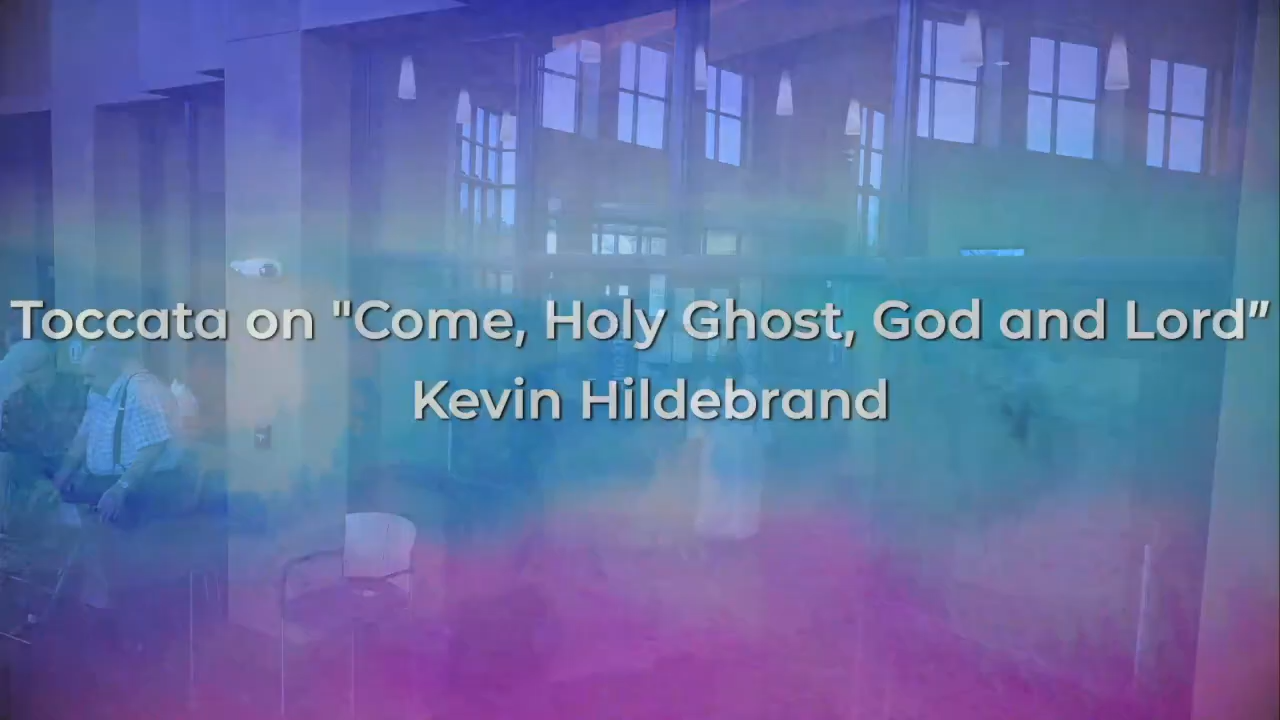 Toccata on "Come, Holy Ghost, God and Lord”
Kevin Hildebrand